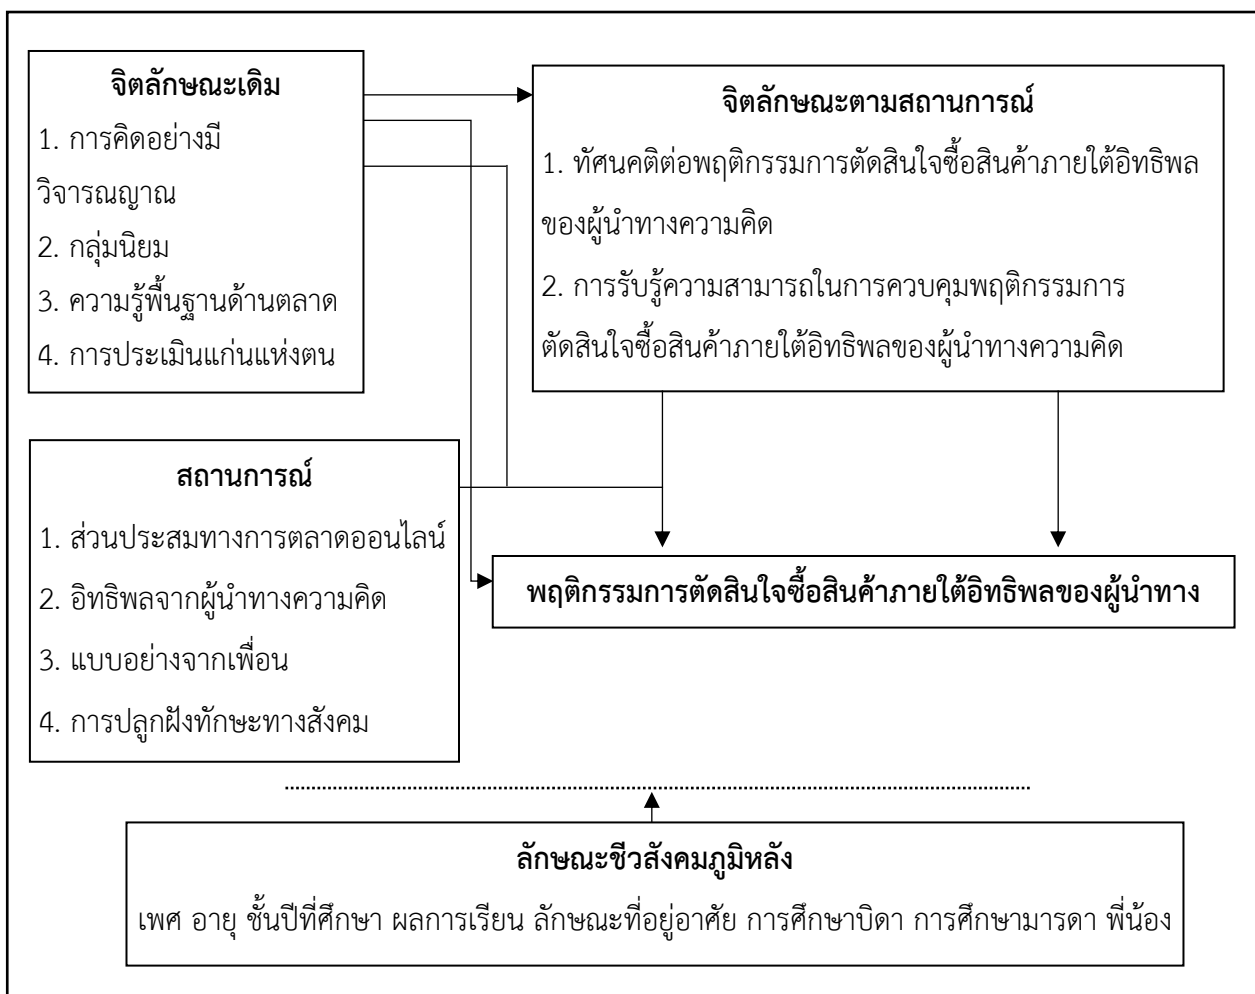 จิตลักษณะเดิม
1. การคิดอย่างมี
วิจารณญาณ
2. กลุ่มนิยม
3. ความรู้พื้นฐานด้านตลาด
4. การประเมินแก่นแห่งตน
จิตลักษณะตามสถานการณ์
1. ทัศนคติต่อพฤติกรรมการตัดสินใจซื้อสินค้าภายใต้อิทธิพล
ของผู้นำทางความคิด
2. การรับรู้ความสามารถในการควบคุมพฤติกรรมการ
ตัดสินใจซื้อสินค้าภายใต้อิทธิพลของผู้นำทางความคิด
สถานการณ์
1. ส่วนประสมทางการตลาดออนไลน์
2. อิทธิพลจากผู้นำทางความคิด
3. แบบอย่างจากเพื่อน
4. การปลูกฝังทักษะทางสังคม
พฤติกรรมการตัดสินใจซื้อสินค้าภายใต้อิทธิพลของผู้นำทาง
ลักษณะชีวสังคมภูมิหลัง
เพศ อายุ ชั้นปีที่ศึกษา ผลการเรียน ลักษณะที่อยู่อาศัย การศึกษาบิดา การศึกษามารดา พี่น้อง